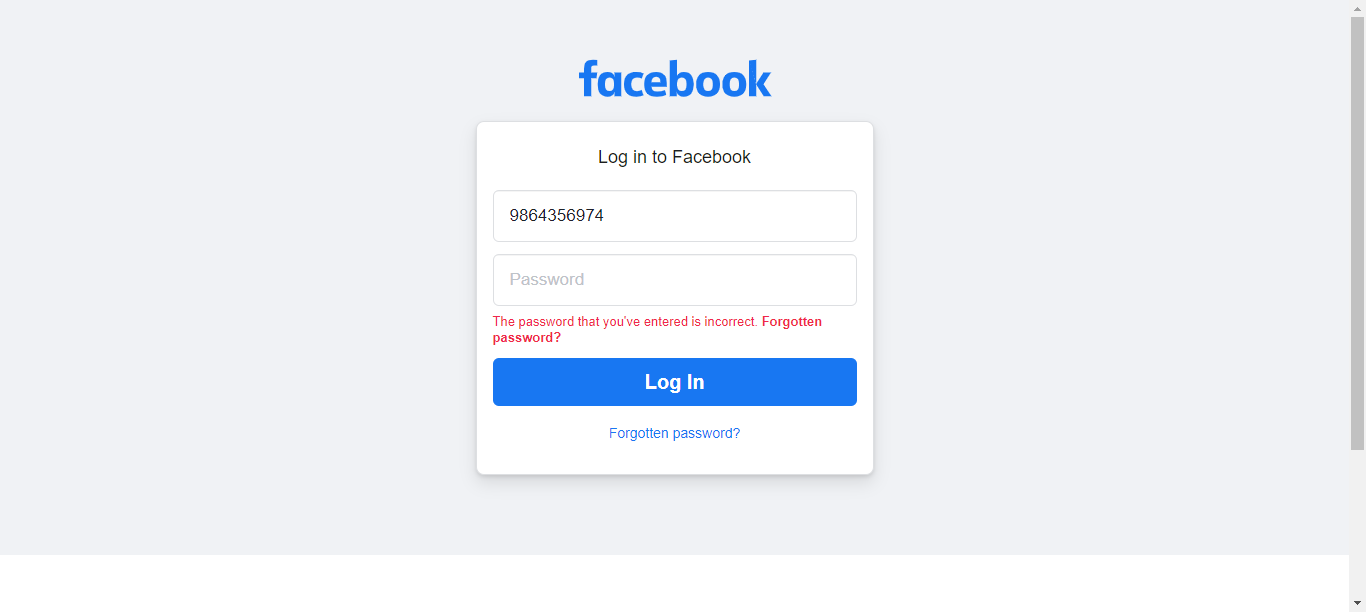 facebook
Log in to Facebook
9864356974
Password
The password that you've entered is incorrect. Forgotten
password?
Log In
Forgotten password?